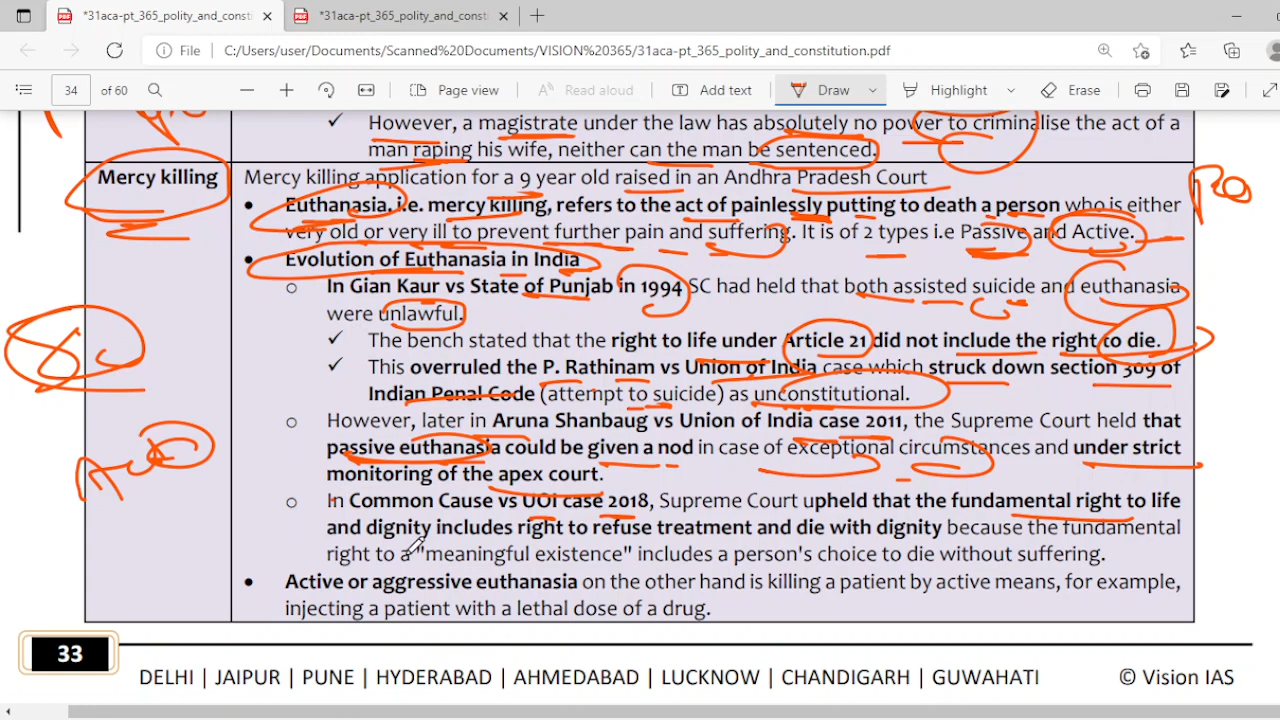 *31aca-pt_365_polity_and_const
*31aca-pt_365_polity_and_const
File
C:/Users/user/Documents/Scanned%20Documents/VISION%20365/31aca-pt_365_polity_and_constitution.pdf
34 of 60
Page view
Read aloud
Add text
Draw
Highlight
Erase
✓ However, a magistrate under the law has absolutely no power to criminalise the act of a
man raping his wife, neither can the man be sentenced.
Mercy killing
Mercy killing application for a 9 year old raised in an Andhra Pradesh Court
• Euthanasia. i.e. mercy killing, refers to the act of painlessly putting to death a person who is either
very old or very ill to prevent further pain and suffering. It is of 2 types i.e Passive and Active.
• Evolution of Euthanasia in India
o In Gian Kaur vs State of Punjab in 1994 SC had held that both assisted suicide and euthanasia
were unlawful.
✓ The bench stated that the right to life under Article 21 did not include the right to die.
✓ This overruled the P. Rathinam vs Union of India case which struck down section 309 of
Indian Penal Code (attempt to suicide) as unconstitutional.
o However, later in Aruna Shanbaug vs Union of India case 2011, the Supreme Court held that
passive euthanasia could be given a nod in case of exceptional circumstances and under strict
monitoring of the apex court.
o In Common Cause vs UOI case 2018, Supreme Court upheld that the fundamental right to life
and dignity includes right to refuse treatment and die with dignity because the fundamental
right to a "meaningful existence" includes a person's choice to die without suffering.
• Active or aggressive euthanasia on the other hand is killing a patient by active means, for example,
injecting a patient with a lethal dose of a drug.
33
DELHI | JAIPUR | PUNE | HYDERABAD | AHMEDABAD | LUCKNOW | CHANDIGARH | GUWAHATI
© Vision IAS